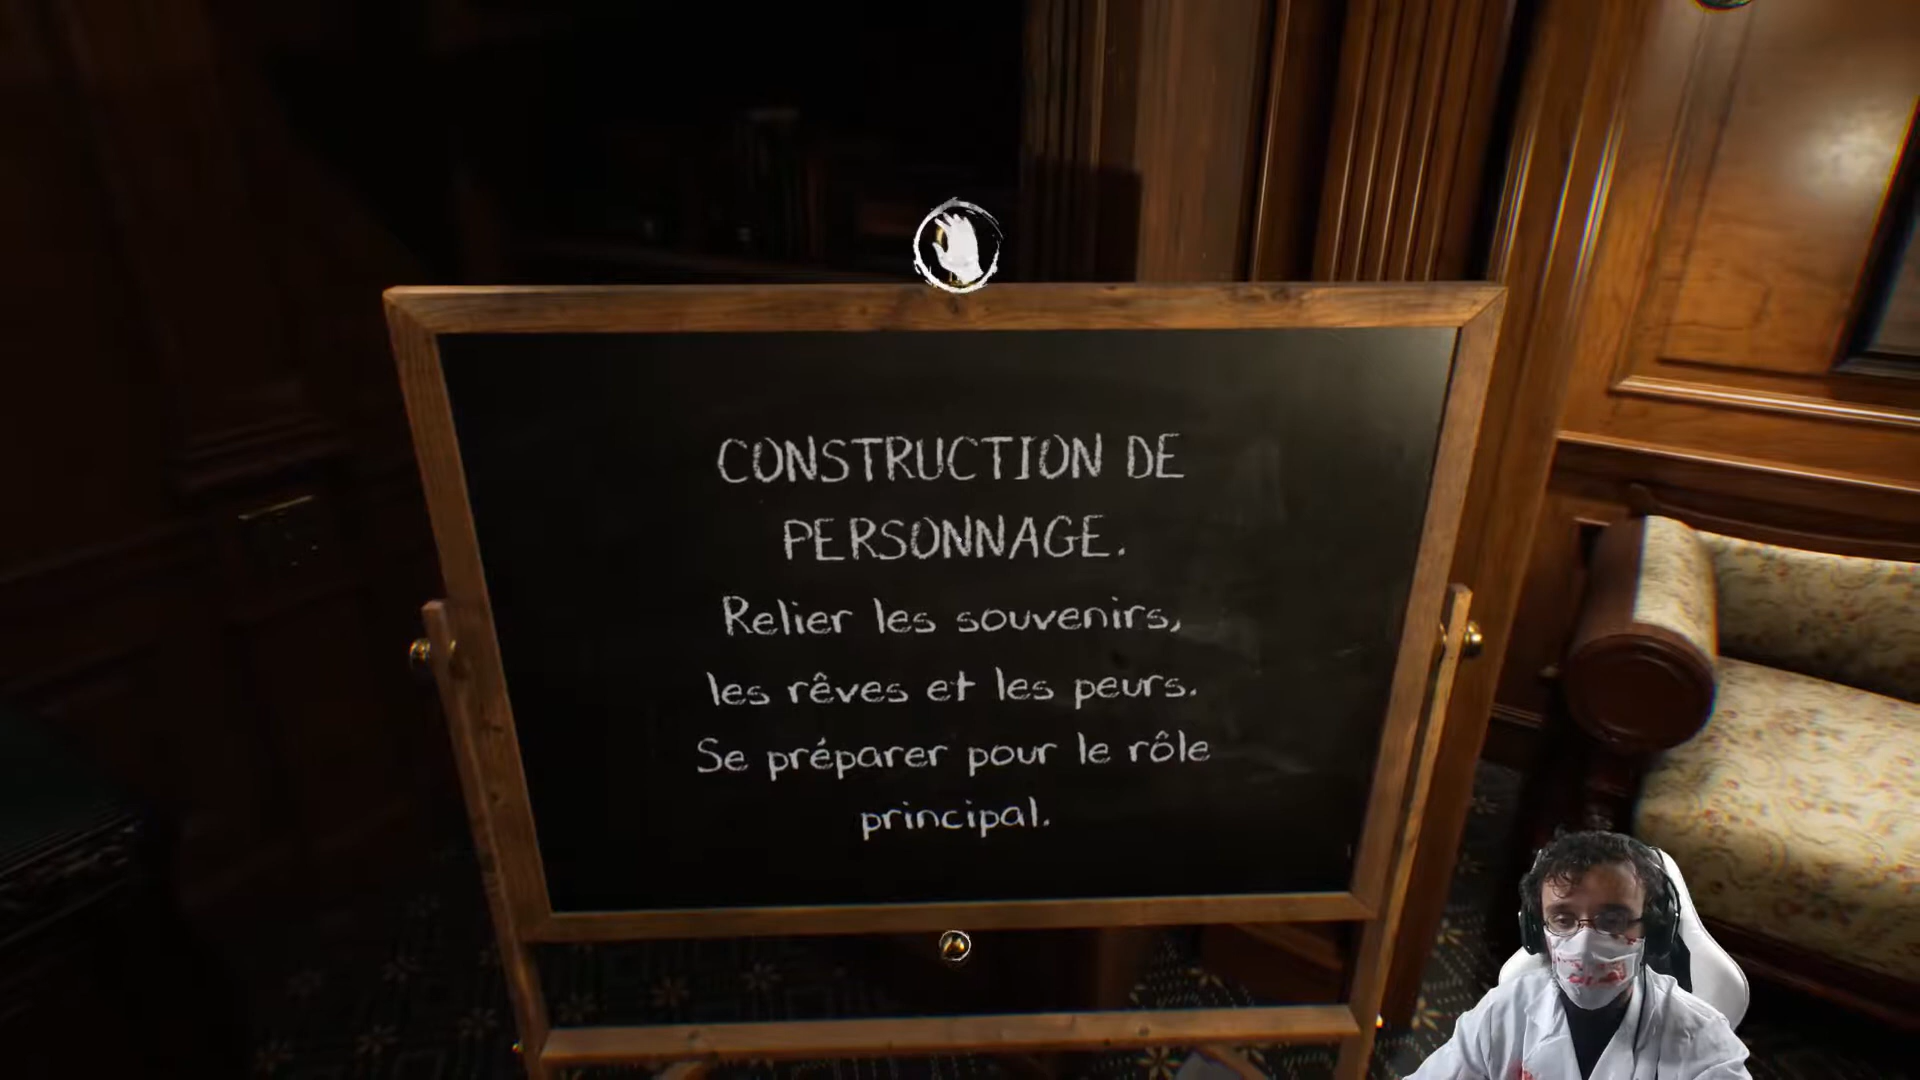 CONSTRUCTION DE
PERSONNAGE.
Relier les souvenirs,
les rêves et les peurs.
Se préparer pour le rôle
principal.